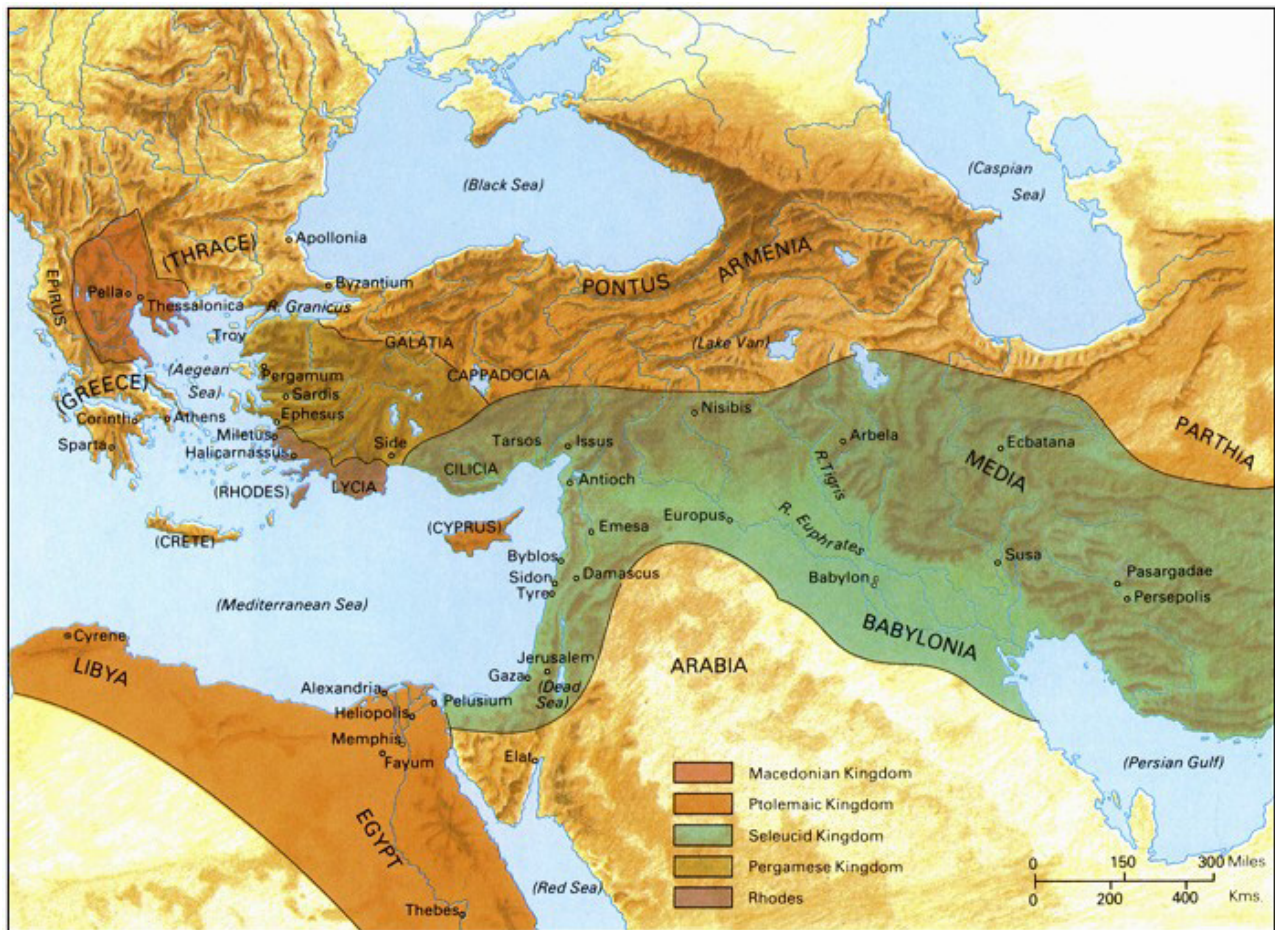 (Black Sea)
(Caspian
Sea)
(THRACE)
Apollonia
EPIRUS
Pella
Thessalonica
Byzantium
R. Granicus
PONTUS
ARMENIA
Troy
GALATIA
(Lake Van)
(Aegean
Sea)
Pergamum
CAPPADOCIA
(GREECE)
Sardis
Corinth
Athens
Ephesus
Nisibis
Sparta
Miletus
Halicarnassus
Side
Tarsos
Issus
Arbela
Ecbatana
PARTHIA
CILICIA
MEDIA
R.Tigris
(RHODES)
LYCIA
Antioch
Europus
R. Euphrates
(CRETE)
(CYPRUS)
Emesa
Byblos
Susa
Sidon
Damascus
Babylon
Pasargadae
Tyre
Persepolis
(Mediterranean Sea)
BABYLONIA
Cyrene
LIBYA
Jerusalem
ARABIA
Gaza
(Dead
Sea)
Alexandria
Pelusium
Heliopolis
Memphis
Fayum
Elat
(Persian Gulf)
EGYPT
Macedonian Kingdom
Ptolemaic Kingdom
Seleucid Kingdom
Pergamese Kingdom
Rhodes
0 150 300 Miles
0 200 400 Kms.
(Red Sea)
Thebes